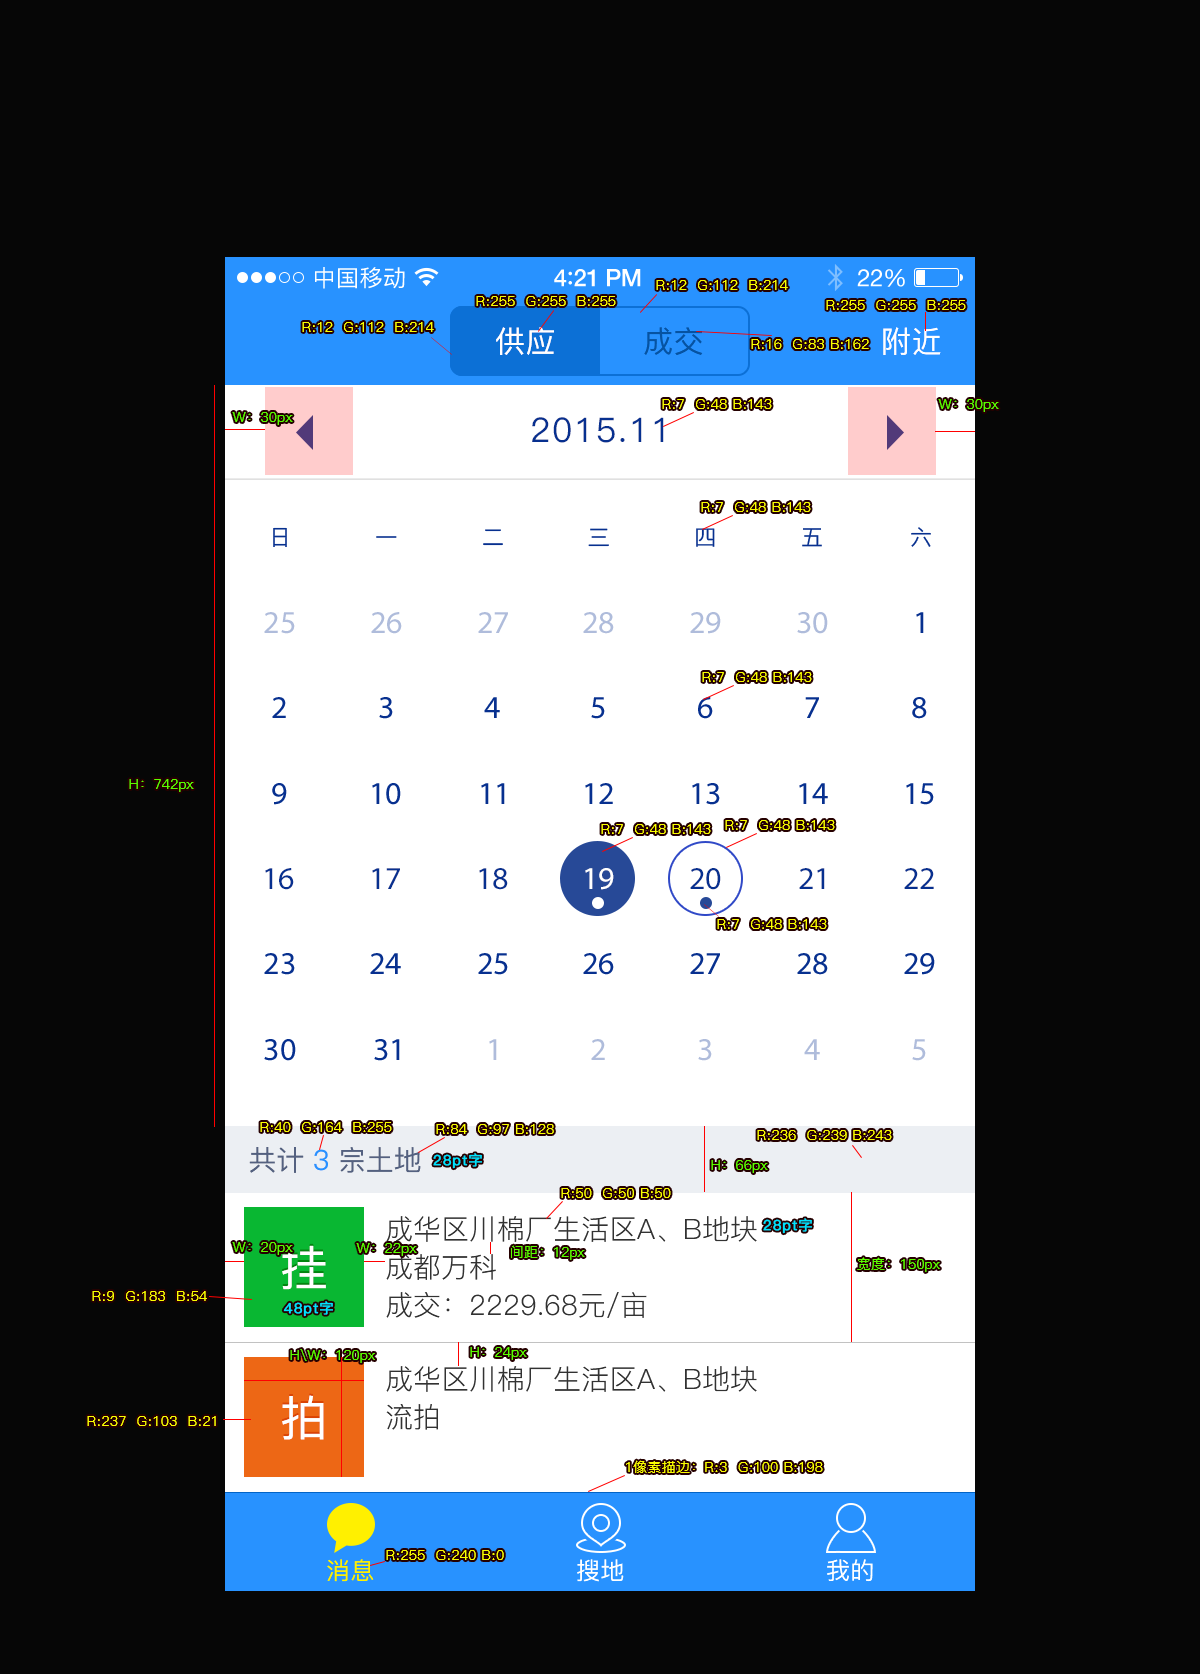 中国移动 4:21 PM 22%
R:255 G:255 B:255
R:12 G:112 B:214
R:255 G:255 B:255
R:12 G:112 B:214
供应 成交 附近
R:16 G:83 B:162
W：30px
R:7 G:48 B:143
W：30px
2015.11
R:7 G:48 B:143
日 一 二 三 四 五 六
25 26 27 28 29 30 1
R:7 G:48 B:143
2 3 4 5 6 7 8
H：742px
9 10 11 12 13 14 15
R:7 G:48 B:143
R:7 G:48 B:143
16 17 18 19 20 21 22
R:7 G:48 B:143
23 24 25 26 27 28 29
30 31 1 2 3 4 5
R:40 G:164 B:255
R:84 G:97 B:128
R:236 G:239 B:243
共计 3 宗土地 28pt字
H：66px
R:50 G:50 B:50
成华区川棉厂生活区A、B地块 28pt字
W：20px
挂
W：22px
间距：12px
成都万科
宽度：150px
R:9 G:183 B:54
48pt字
成交：2229.68元/亩
H\W：120px
H：24px
成华区川棉厂生活区A、B地块
拍
流拍
R:237 G:103 B:21
1像素描边：R:3 G:100 B:198
R:255 G:240 B:0
消息 搜地 我的